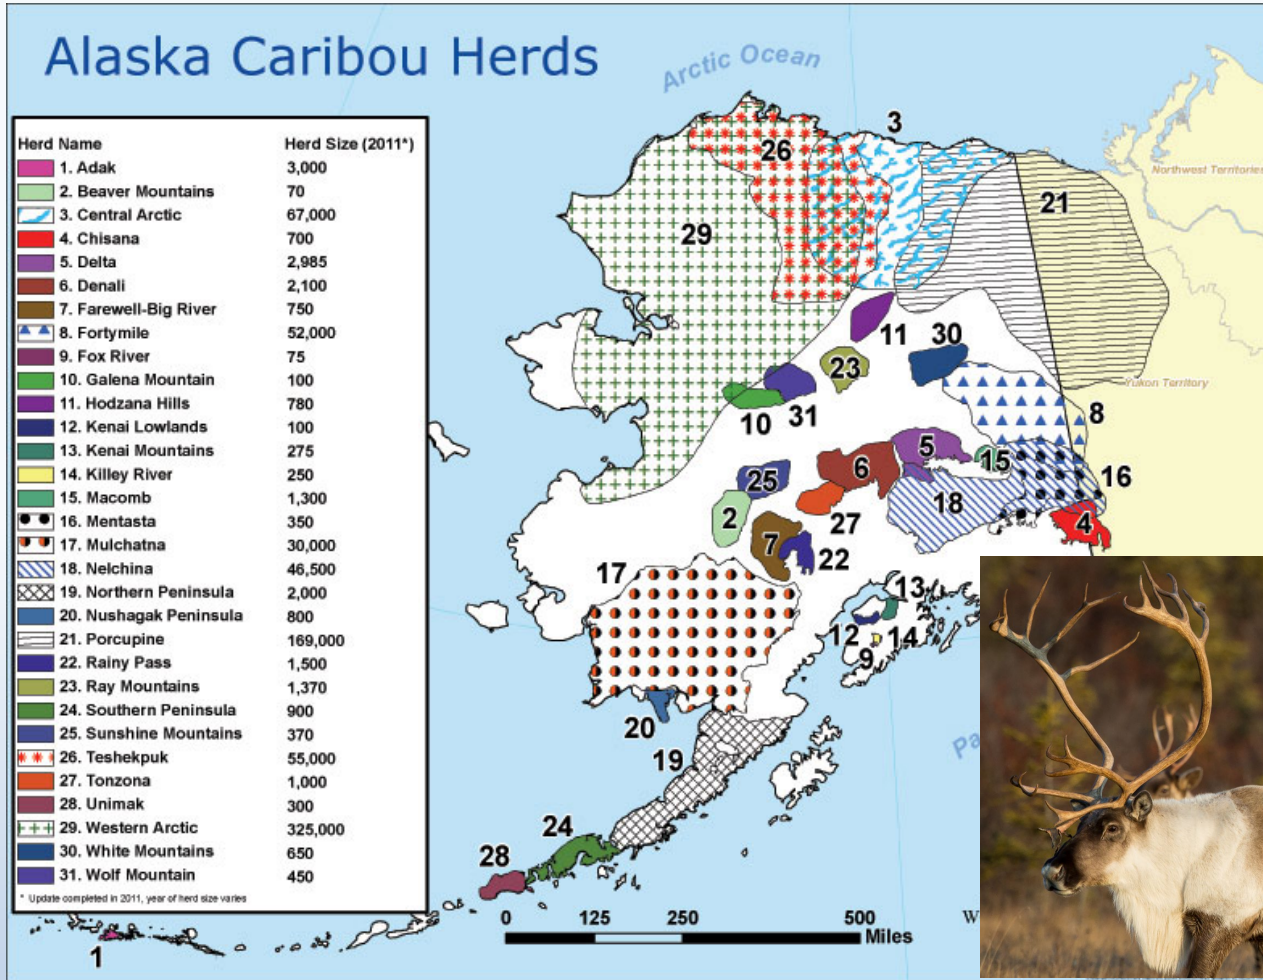 Alaska Caribou Herds
Arctic Ocean
Herd Name Herd Size (2011*)
1. Adak 3,000
2. Beaver Mountains 70
3. Central Arctic 67,000
4. Chisana 700
5. Delta 2,985
6. Denali 2,100
7. Farewell-Big River 750
8. Fortymile 52,000
9. Fox River 75
10. Galena Mountain 100
11. Hodzana Hills 780
12. Kenai Lowlands 100
13. Kenai Mountains 275
14. Killey River 250
15. Macomb 1,300
16. Mentasta 350
17. Mulchatna 30,000
18. Nelchina 46,500
19. Northern Peninsula 2,000
20. Nushagak Peninsula 800
21. Porcupine 169,000
22. Rainy Pass 1,500
23. Ray Mountains 1,370
24. Southern Peninsula 900
25. Sunshine Mountains 370
26. Teshekpuk 55,000
27. Tonzona 1,000
28. Unimak 300
29. Western Arctic 325,000
30. White Mountains 650
31. Wolf Mountain 450
* Update completed in 2011, year of herd size varies
3
26
Northwest Territories
21
29
11
30
23
Yukon Territory
10
31
8
5
15
6
25
16
18
2
27
4
7
22
17
13
12
14
9
20
19
Pa
24
28
0 125 250 500
Miles
W
1